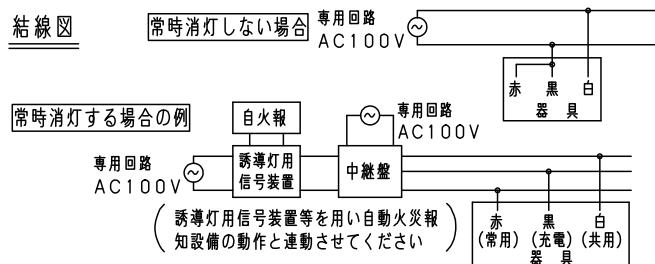 結線図
常時消灯しない場合
専用回路
AC100V
赤 黒 白
器 具
常時消灯する場合の例
自火報
専用回路
AC100V
専用回路
AC100V
誘導灯用
信号装置
中継盤
(誘導灯用信号装置等を用い自動火災報
知設備の動作と連動させてください)
赤 黒 白
(常用) (充電) (共用)
器 具